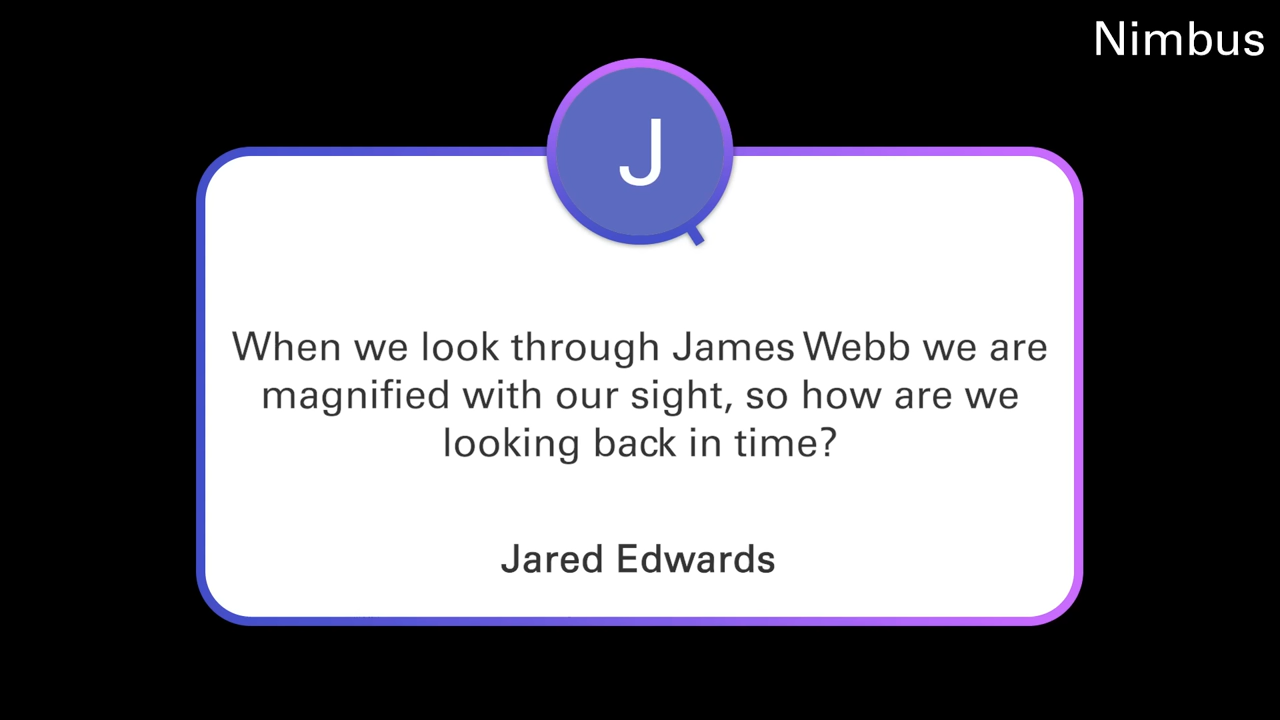 Nimbus
J
When we look through James Webb we are
magnified with our sight, so how are we
looking back in time?
Jared Edwards